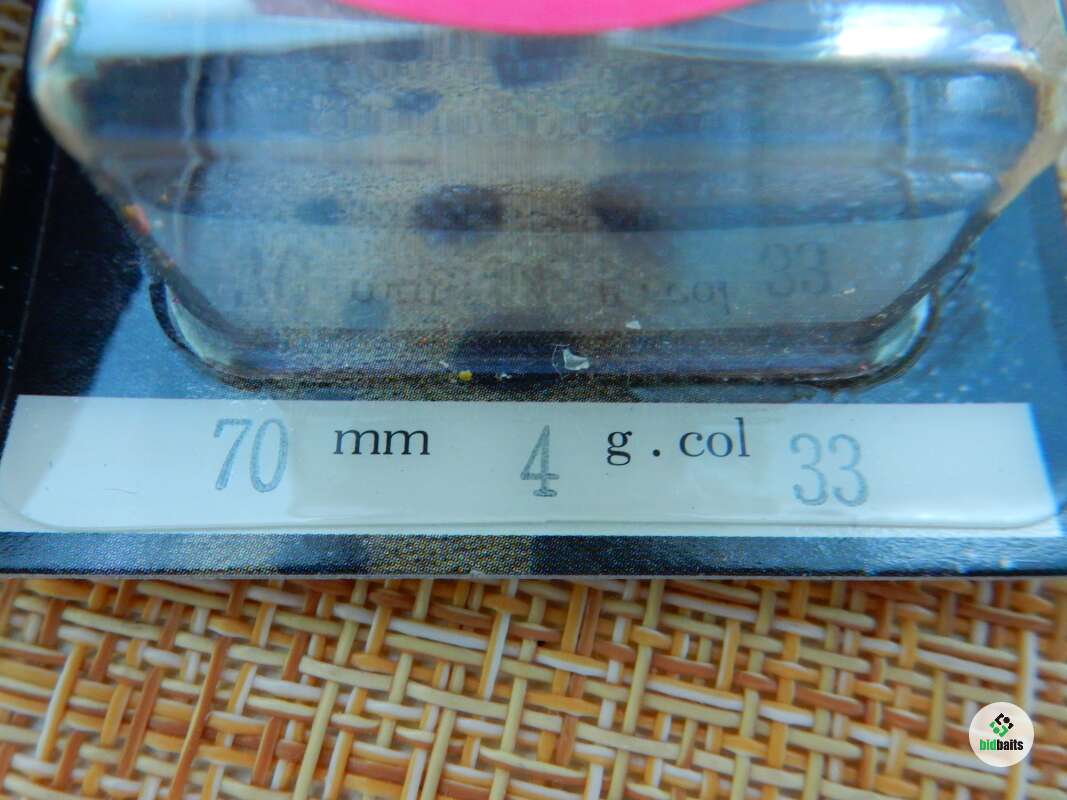 70 mm 4 g . col 33
bidbaits